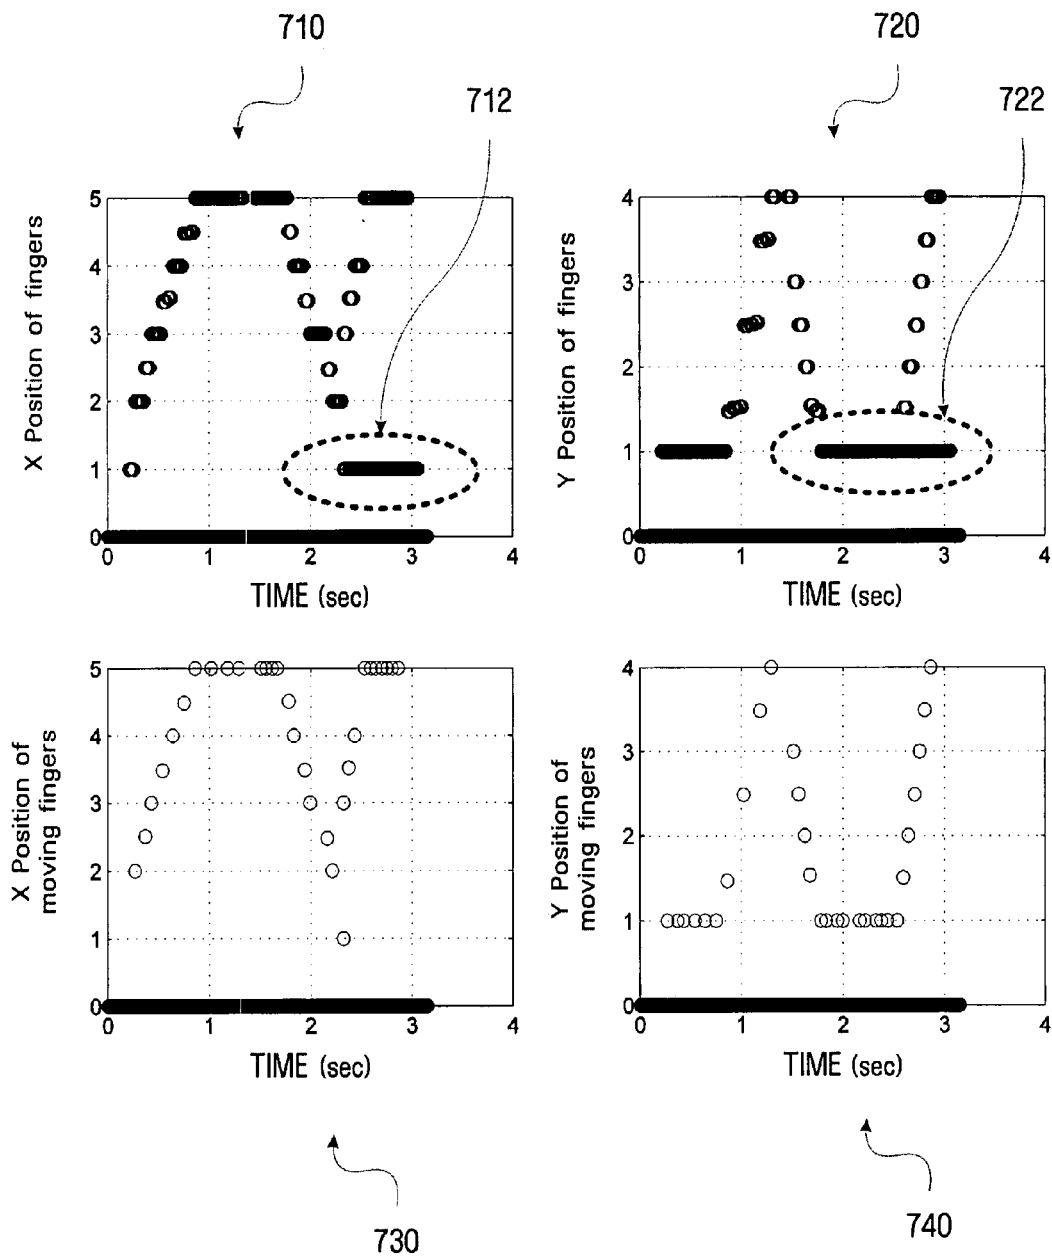 710
720
712
722
X Position of fingers
5
4
3
2
1
0
0 1 2 3 4
TIME (sec)
Y Position of fingers
4
3
2
1
0
0 1 2 3 4
TIME (sec)
X Position of
moving fingers
5
4
3
2
1
0
0 1 2 3 4
TIME (sec)
Y Position of
moving fingers
4
3
2
1
0
0 1 2 3 4
TIME (sec)
730
740